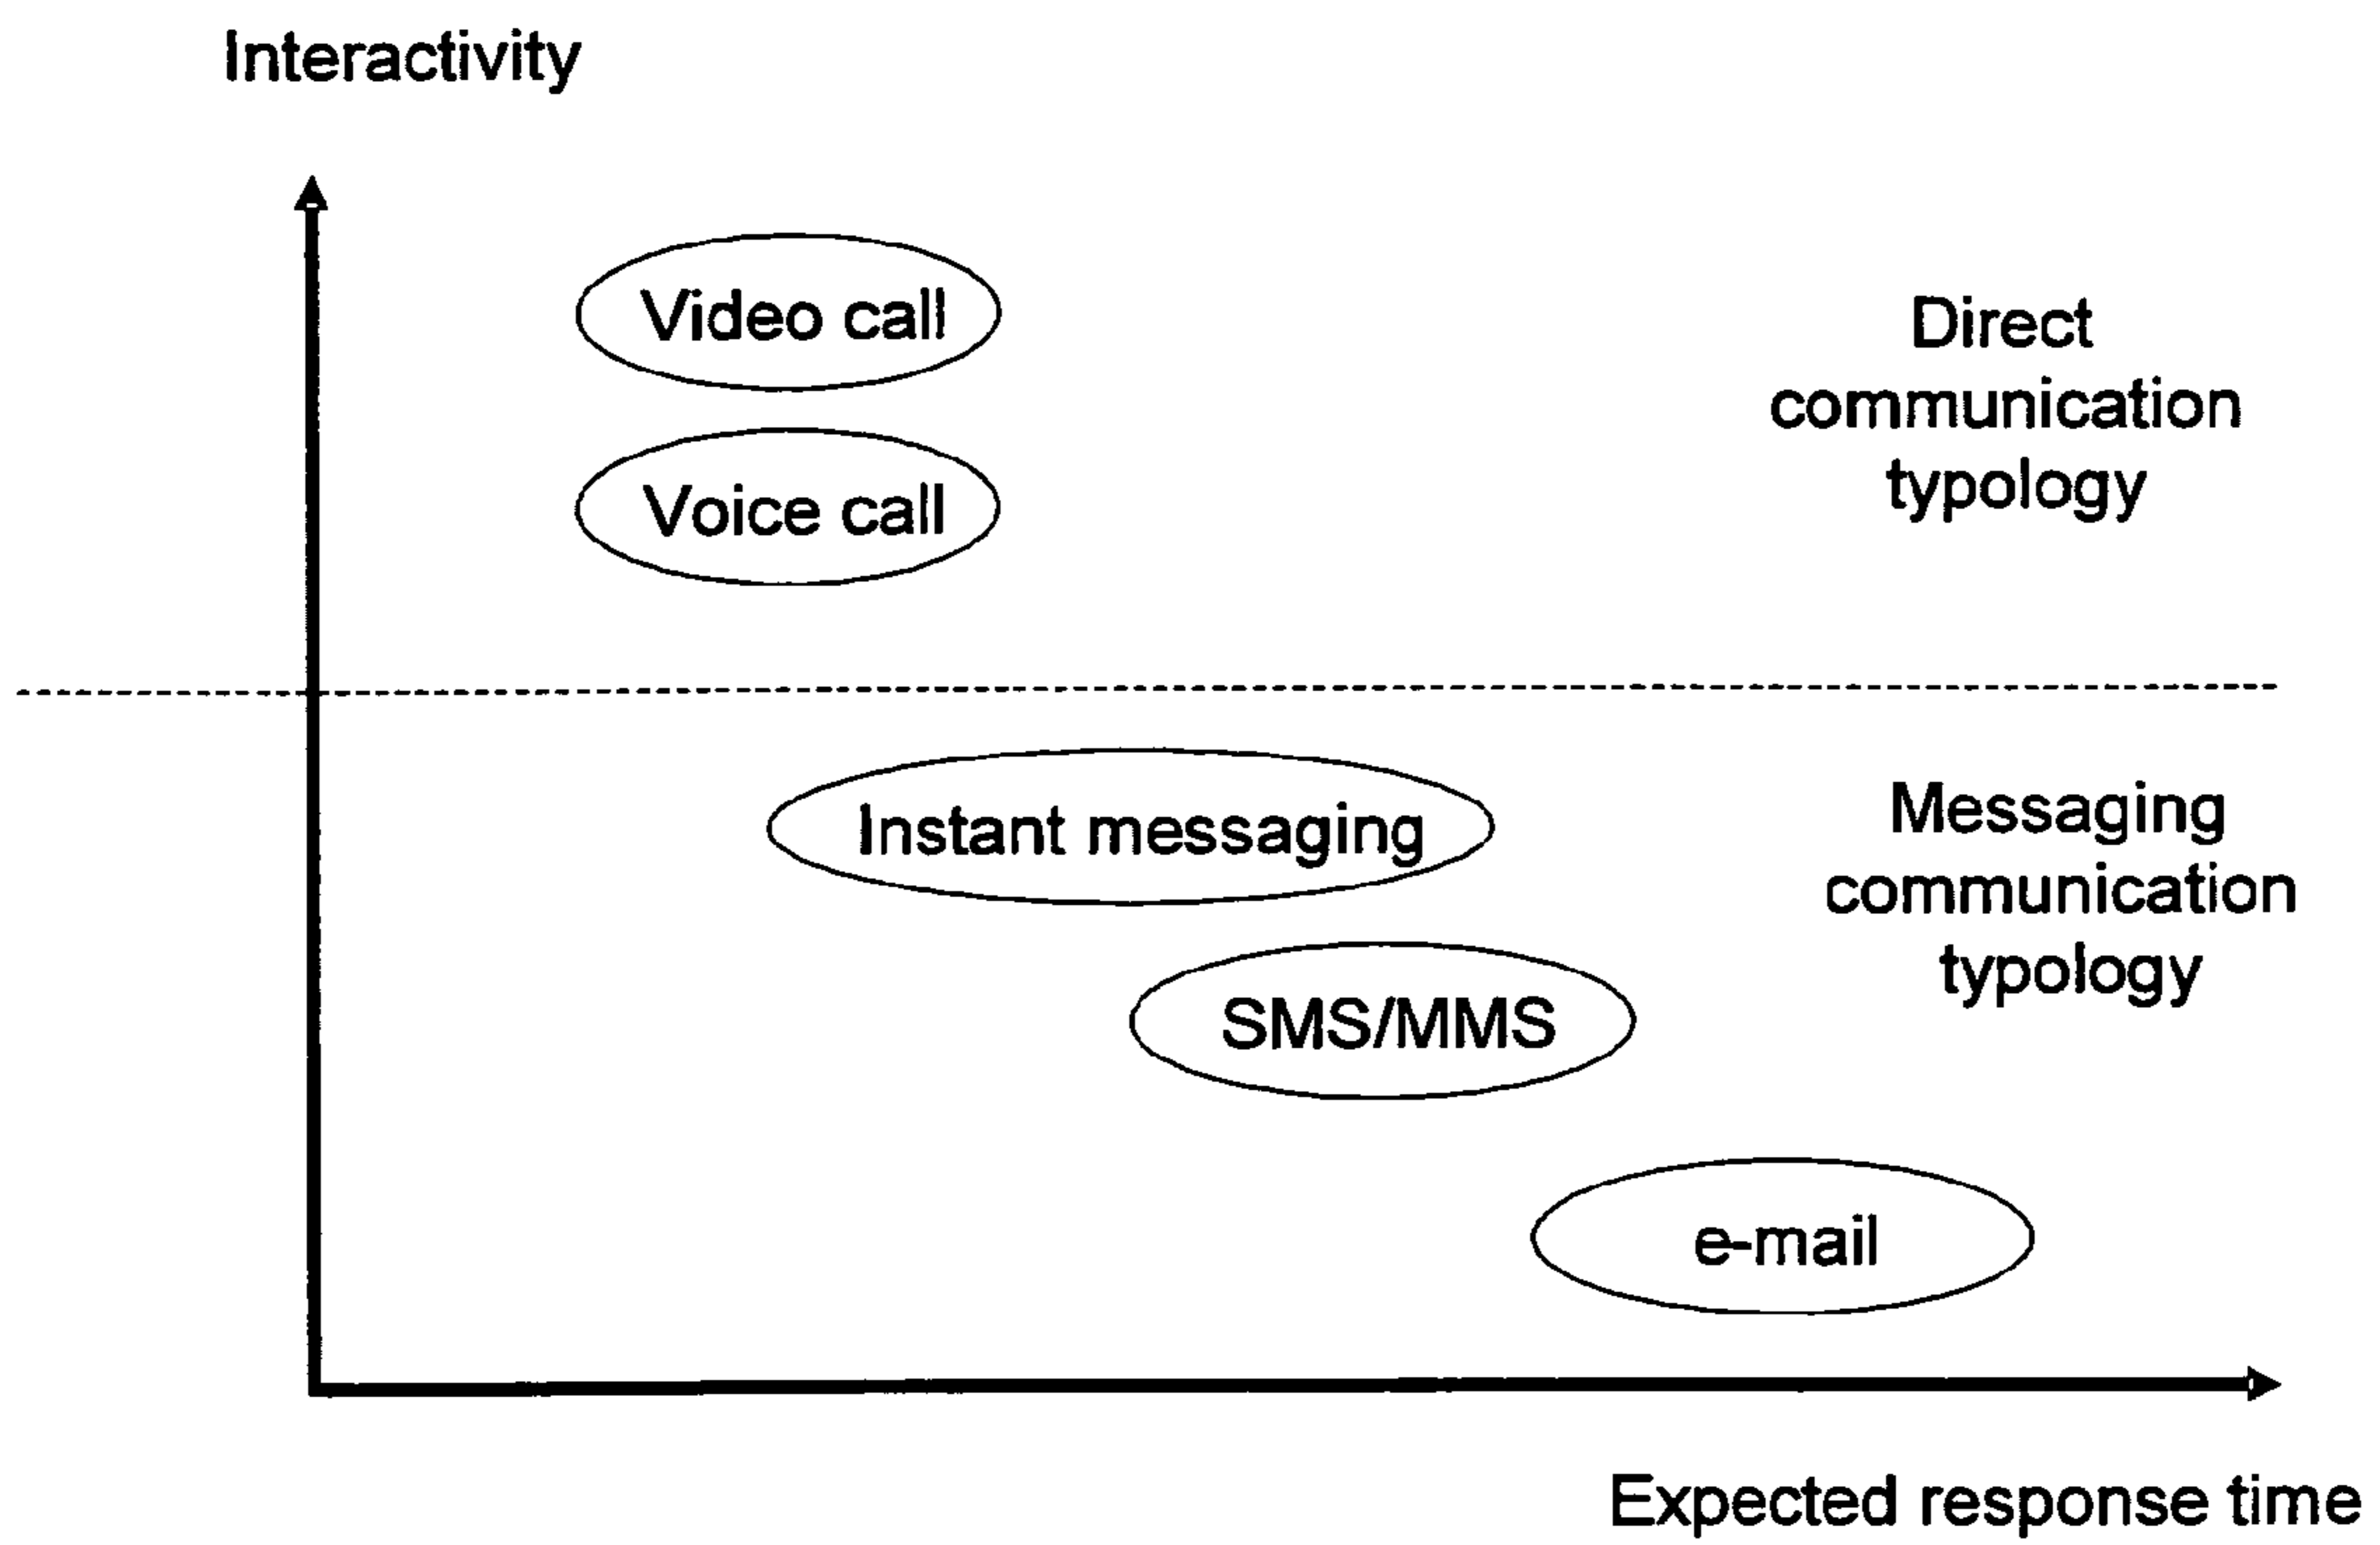 Interactivity
Video call
Voice call
Direct
communication
typology
Instant messaging
SMS/MMS
e-mail
Messaging
communication
typology
Expected response time